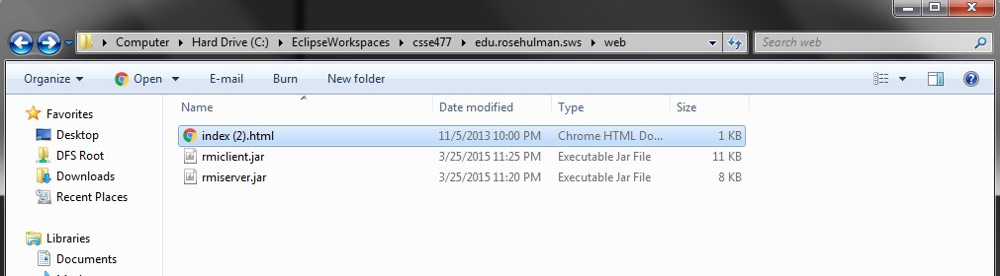 Computer Hard Drive (C:) EclipseWorkspaces csse477 edu.rosehulman.sws web Search web
Organize Open E-mail Burn New folder
Name Date modified Type Size
Favorites
Desktop
DFS Root
Downloads
Recent Places
Libraries
Documents
index (2).html 11/5/2013 10:00 PM Chrome HTML Do... 1 KB
rmiclient.jar 3/25/2015 11:25 PM Executable Jar File 11 KB
rmiserver.jar 3/25/2015 11:20 PM Executable Jar File 8 KB